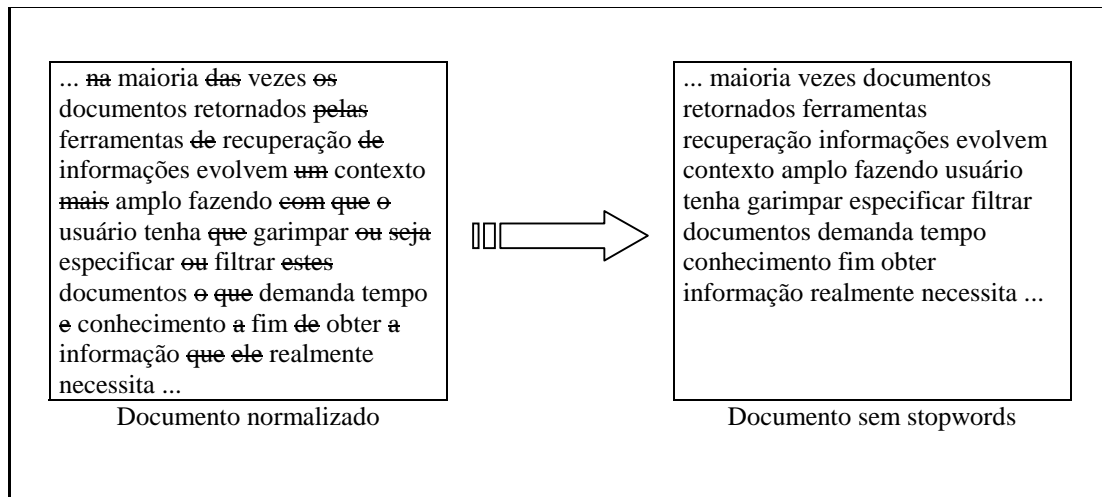 ... na maioria das vezes os
documentos retornados pelas
ferramentas de recuperação de
informações evolvem um contexto
mais amplo fazendo com que o
usuário tenha que garimpar ou seja
especificar ou filtrar estes
documentos o que demanda tempo
e conhecimento a fim de obter a
informação que ele realmente
necessita ...
Documento normalizado
... maioria vezes documentos
retornados ferramentas
recuperação informações evolvem
contexto amplo fazendo usuário
tenha garimpar especificar filtrar
documentos demanda tempo
conhecimento fim obter
informação realmente necessita ...
Documento sem stopwords